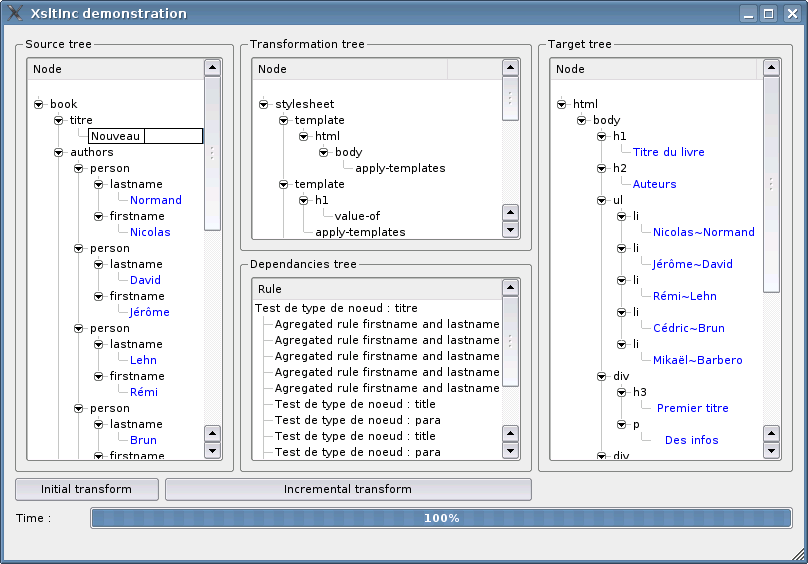 XsltInc demonstration
Source tree
Node
book
titre
Nouveau
authors
person
lastname
Normand
firstname
Nicolas
person
lastname
David
firstname
Jérôme
person
lastname
Lehn
firstname
Rémi
person
lastname
Brun
firstname
Transformation tree
Node
stylesheet
template
html
body
apply-templates
template
h1
value-of
apply-templates
Dependancies tree
Rule
Test de type de noeud : titre
Agregated rule firstname and lastname
Agregated rule firstname and lastname
Agregated rule firstname and lastname
Agregated rule firstname and lastname
Agregated rule firstname and lastname
Test de type de noeud : title
Test de type de noeud : para
Test de type de noeud : title
Test de type de noeud : para
Target tree
Node
html
body
h1
Titre du livre
h2
Auteurs
ul
li
Nicolas~Normand
li
Jérôme~David
li
Rémi~Lehn
li
Cédric~Brun
li
Mikaël~Barbero
div
h3
Premier titre
p
Des infos
div
Initial transform
Incremental transform
Time :
100%